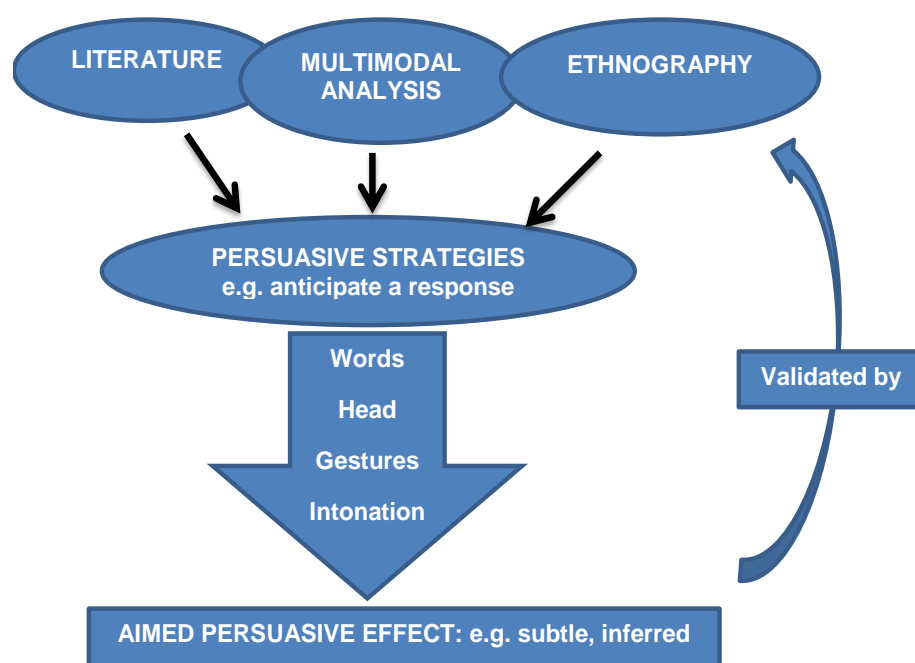 LITERATURE
MULTIMODAL
ANALYSIS
ETHNOGRAPHY
PERSUASIVE STRATEGIES
e.g. anticipate a response
Words
Head
Gestures
Intonation
Validated by
AIMED PERSUASIVE EFFECT: e.g. subtle, inferred